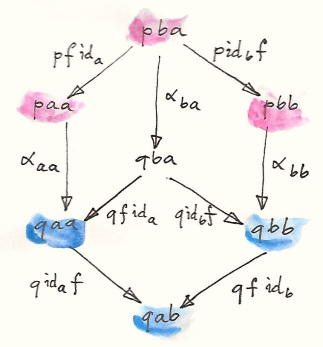 pba
pfid_a pid_bf
paa α_ba pbb
α_aa qba α_bb
qaa qfid_a qid_bf qbb
qid_af qfid_b
qab